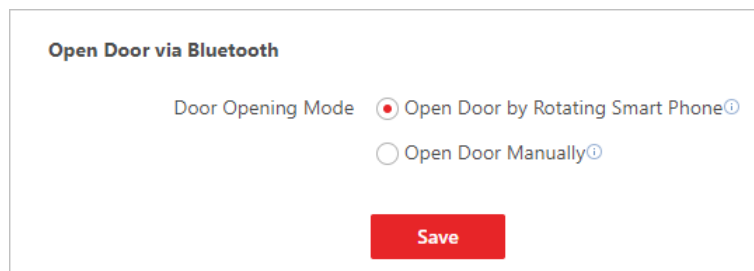 Open Door via Bluetooth
Door Opening Mode Open Door by Rotating Smart Phone
Open Door Manually
Save